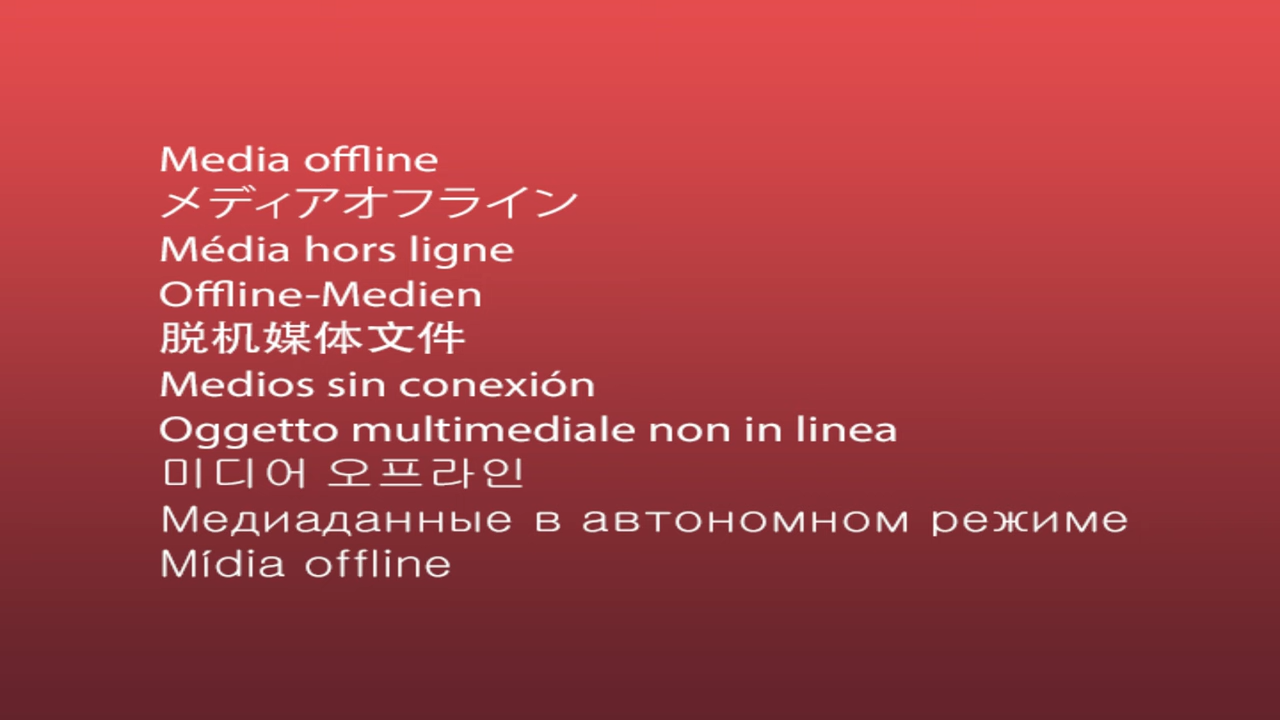 Media offline
メディアオフライン
Média hors ligne
Offline-Medien
脱机媒体文件
Medios sin conexión
Oggetto multimediale non in linea
미디어 오프라인
Медиаданные в автономном режиме
Mídia offline